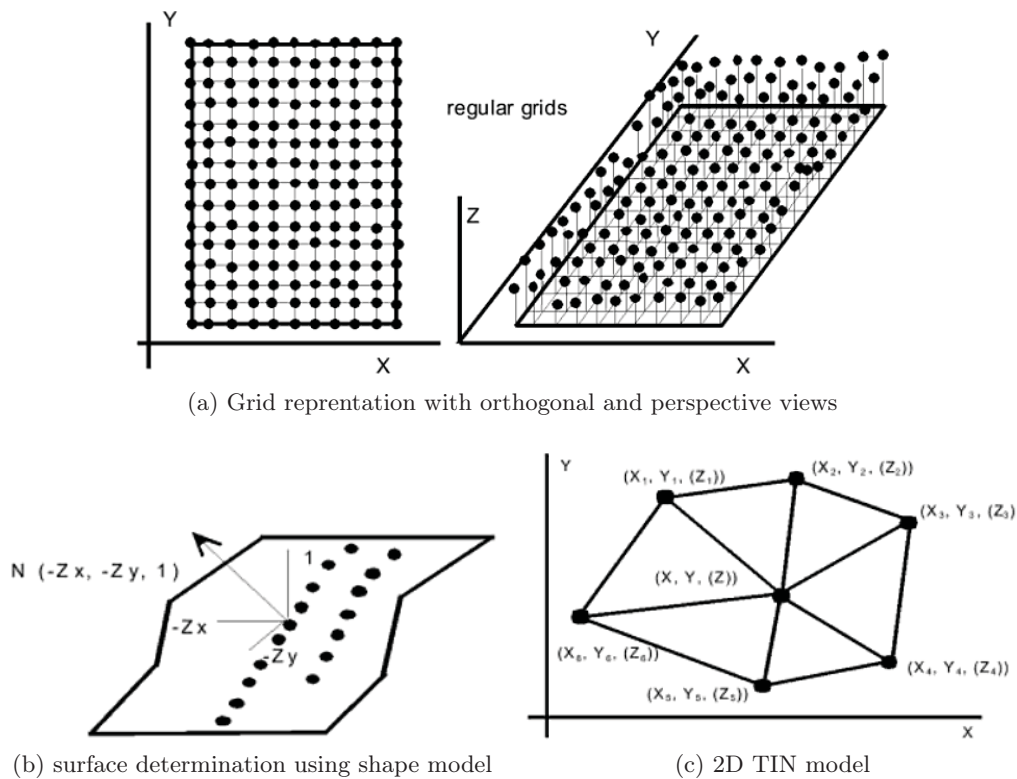 Y
Y
regular grids
Z
X
X
(a) Grid reprentation with orthogonal and perspective views
N (-Zx, -Zy, 1)
1
-Zx
-Zy
Y
(X₁, Y₁, (Z₁))
(X₂, Y₂, (Z₂))
(X₃, Y₃, (Z₃)
(X, Y, (Z))
(X₆, Y₆, (Z₆))
(X₄, Y₄, (Z₄))
(X₅, Y₅, (Z₅))
X
(b) surface determination using shape model
(c) 2D TIN model